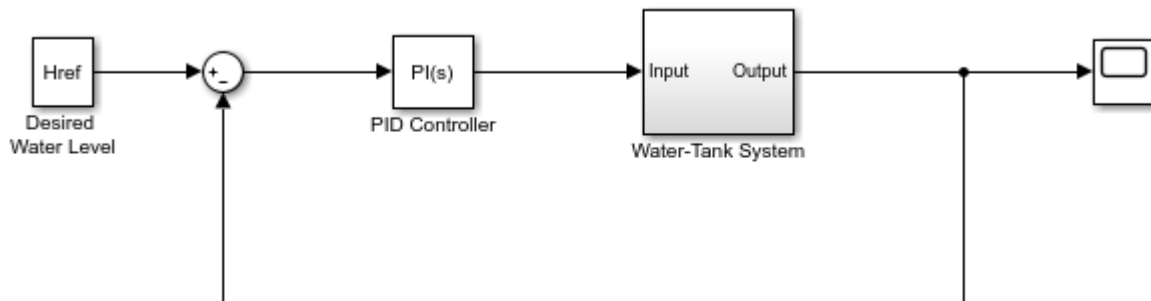 Href
+
−
PI(s)
Input
Output
Desired
Water Level
PID Controller
Water-Tank System